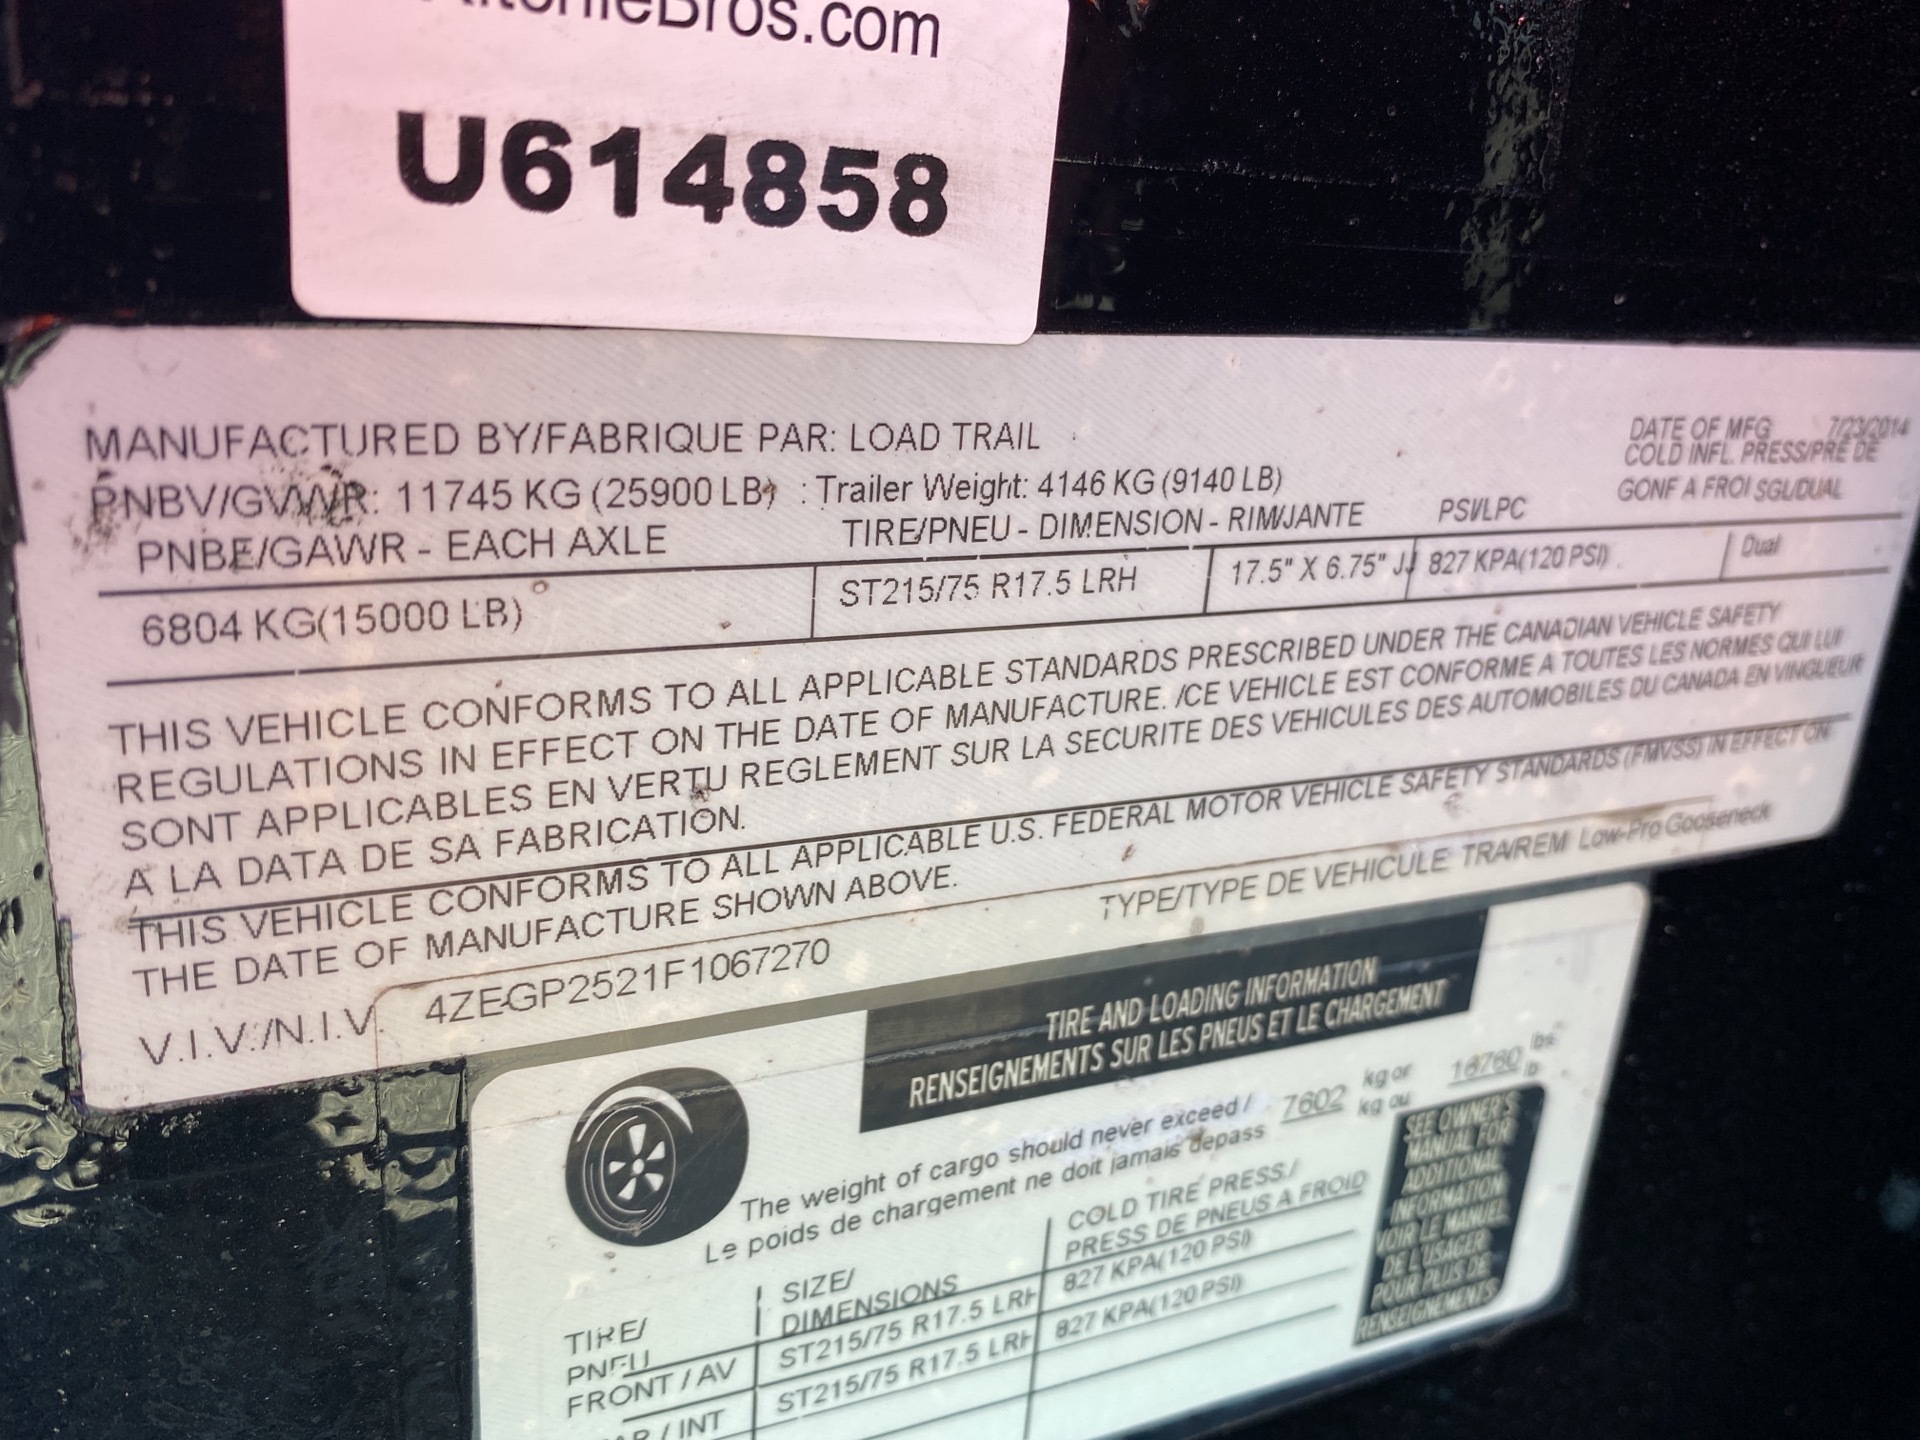 RitchieBros.com
U614858
MANUFACTURED BY/FABRIQUE PAR: LOAD TRAIL
DATE OF MFG 7/23/2014
PNBV/GVWR: 11745 KG (25900 LB) : Trailer Weight: 4146 KG (9140 LB)
COLD INFL. PRESS/PRE DE
GONF A FROI SGL/DUAL
PNBE/GAWR - EACH AXLE TIRE/PNEU - DIMENSION - RIM/JANTE PSI/LPC
6804 KG(15000 LB) ST215/75 R17.5 LRH 17.5" X 6.75" JJ 827 KPA(120 PSI) Dual
THIS VEHICLE CONFORMS TO ALL APPLICABLE STANDARDS PRESCRIBED UNDER THE CANADIAN VEHICLE SAFETY
REGULATIONS IN EFFECT ON THE DATE OF MANUFACTURE. /CE VEHICLE EST CONFORME A TOUTES LES NORMES QUI LUI
SONT APPLICABLES EN VERTU REGLEMENT SUR LA SECURITE DES VEHICULES DES AUTOMOBILES DU CANADA EN VINGUEUR
A LA DATA DE SA FABRICATION.
THIS VEHICLE CONFORMS TO ALL APPLICABLE U.S. FEDERAL MOTOR VEHICLE SAFETY STANDARDS (FMVSS) IN EFFECT ON
THE DATE OF MANUFACTURE SHOWN ABOVE.
V.I.V./N.I.V. 4ZEGP2521F1067270 TYPE/TYPE DE VEHICULE: TRA/REM Low-Pro Gooseneck
TIRE AND LOADING INFORMATION
RENSEIGNEMENTS SUR LES PNEUS ET LE CHARGEMENT
The weight of cargo should never exceed / 7602 kg or 16760 lbs
Le poids de chargement ne doit jamais depass kg ou lb
SEE OWNER'S
MANUAL FOR
ADDITIONAL
INFORMATION
VOIR LE MANUEL
DE L'USAGER
POUR PLUS DE
RENSEIGNEMENTS
TIRE/ SIZE/ COLD TIRE PRESS./
PNEU DIMENSIONS PRESS DE PNEUS A FROID
FRONT / AV ST215/75 R17.5 LRH 827 KPA(120 PSI)
/ INT ST215/75 R17.5 LRH 827 KPA(120 PSI)